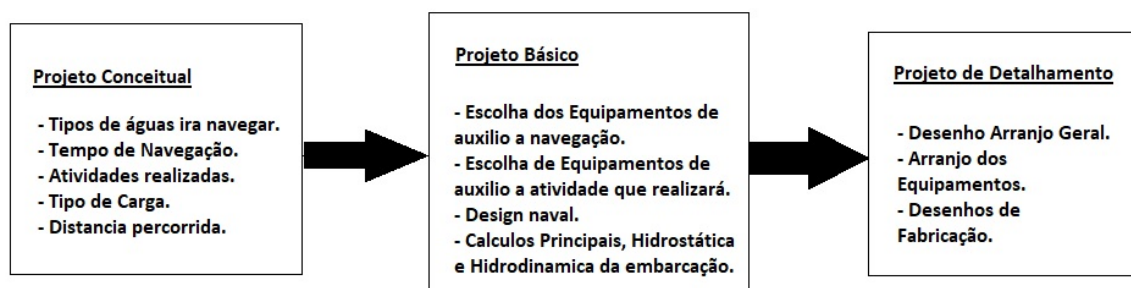 Projeto Conceitual
- Tipos de águas ira navegar.
- Tempo de Navegação.
- Atividades realizadas.
- Tipo de Carga.
- Distancia percorrida.
Projeto Básico
- Escolha dos Equipamentos de
auxilio a navegação.
- Escolha de Equipamentos de
auxilio a atividade que realizará.
- Design naval.
- Calculos Principais, Hidrostática
e Hidrodinamica da embarcação.
Projeto de Detalhamento
- Desenho Arranjo Geral.
- Arranjo dos
Equipamentos.
- Desenhos de
Fabricação.